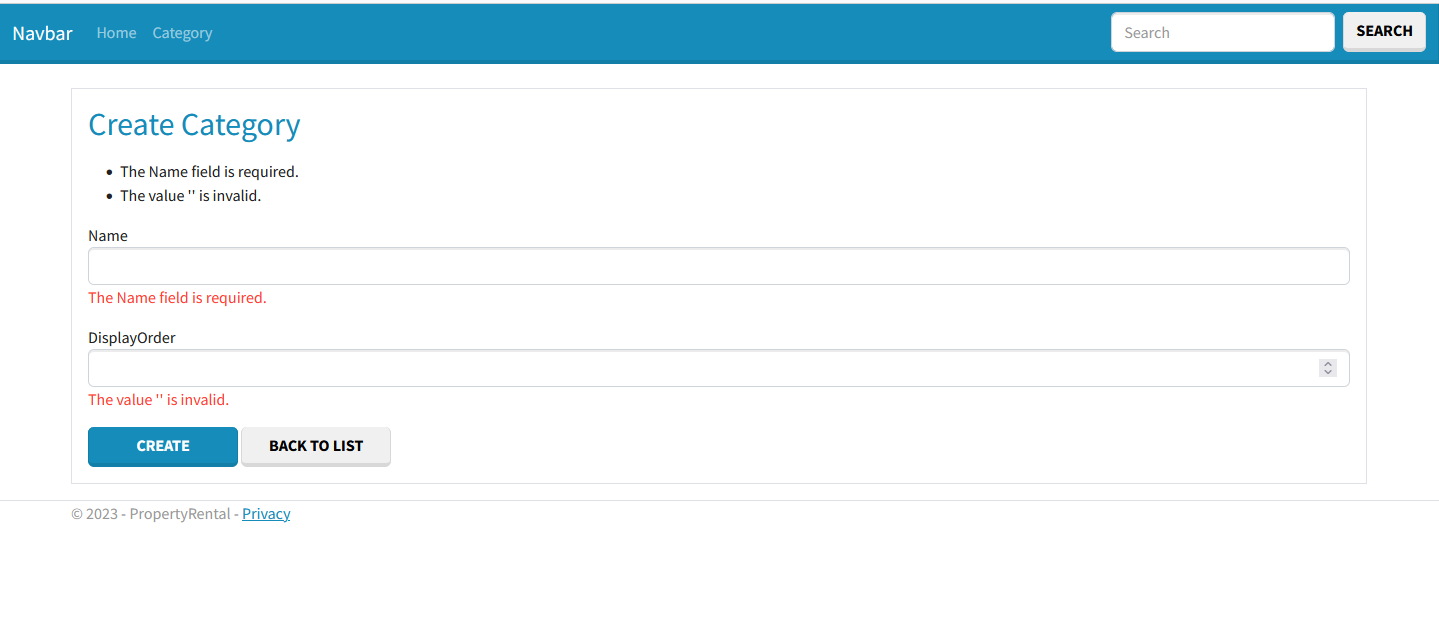 Navbar Home Category Search SEARCH
Create Category
• The Name field is required.
• The value '' is invalid.
Name
The Name field is required.
DisplayOrder
The value '' is invalid.
CREATE BACK TO LIST
© 2023 - PropertyRental - Privacy